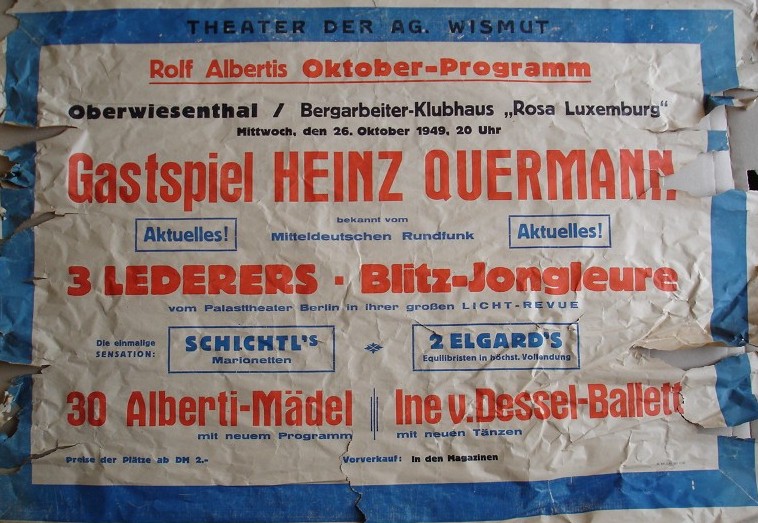 THEATER DER AG. WISMUT
Rolf Albertis Oktober-Programm
Oberwiesenthal / Bergarbeiter-Klubhaus „Rosa Luxemburg"
Mittwoch, den 26. Oktober 1949, 20 Uhr
Gastspiel HEINZ QUERMANN
bekannt vom
Aktuelles! Mitteldeutschen Rundfunk Aktuelles!
3 LEDERERS · Blitz-Jongleure
vom Palasttheater Berlin in ihrer großen LICHT-REVUE
Die einmalige
SENSATION:
SCHICHTL's
Marionetten
2 ELGARD'S
Equilibristen in höchst. Vollendung
30 Alberti-Mädel
mit neuem Programm
Ine v. Dessel-Ballett
mit neuen Tänzen
Preise der Plätze ab DM 2.- Vorverkauf: In den Magazinen